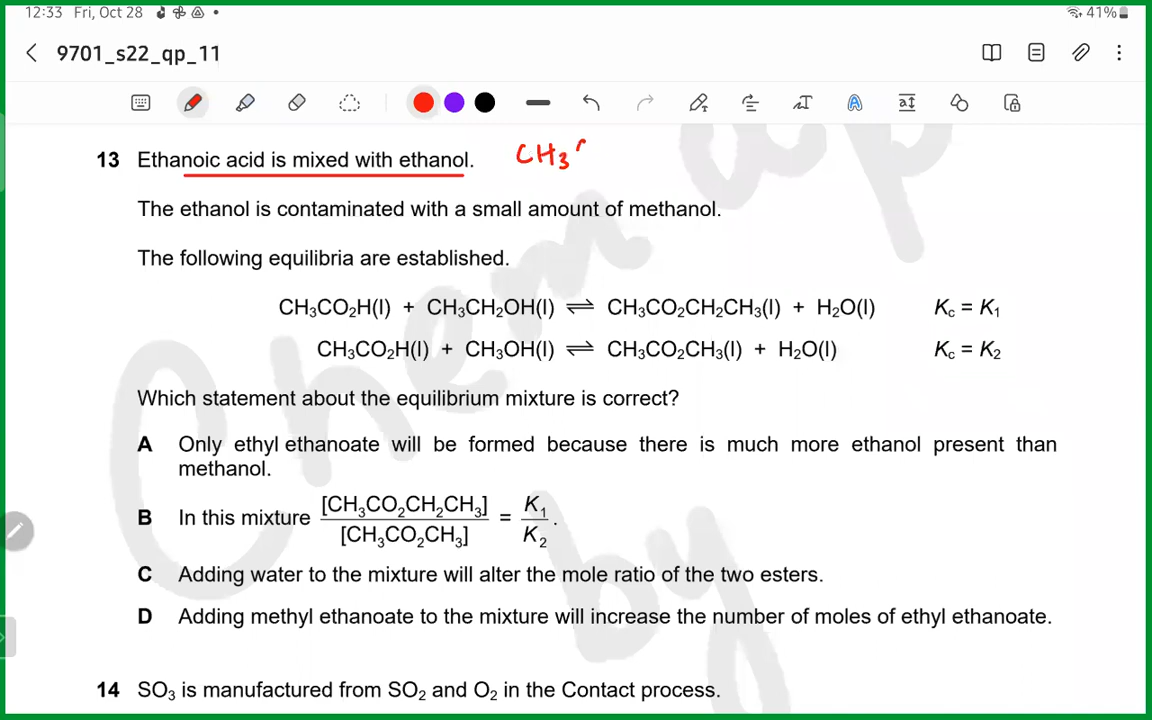 12:33 Fri, Oct 28
41%
9701_s22_qp_11
13 Ethanoic acid is mixed with ethanol. CH3
The ethanol is contaminated with a small amount of methanol.
The following equilibria are established.
CH₃CO₂H(l) + CH₃CH₂OH(l) ⇌ CH₃CO₂CH₂CH₃(l) + H₂O(l) Kc = K₁
CH₃CO₂H(l) + CH₃OH(l) ⇌ CH₃CO₂CH₃(l) + H₂O(l) Kc = K₂
Which statement about the equilibrium mixture is correct?
A Only ethyl ethanoate will be formed because there is much more ethanol present than
methanol.
B In this mixture [CH₃CO₂CH₂CH₃] / [CH₃CO₂CH₃] = K₁ / K₂.
C Adding water to the mixture will alter the mole ratio of the two esters.
D Adding methyl ethanoate to the mixture will increase the number of moles of ethyl ethanoate.
14 SO₃ is manufactured from SO₂ and O₂ in the Contact process.
Chem
by